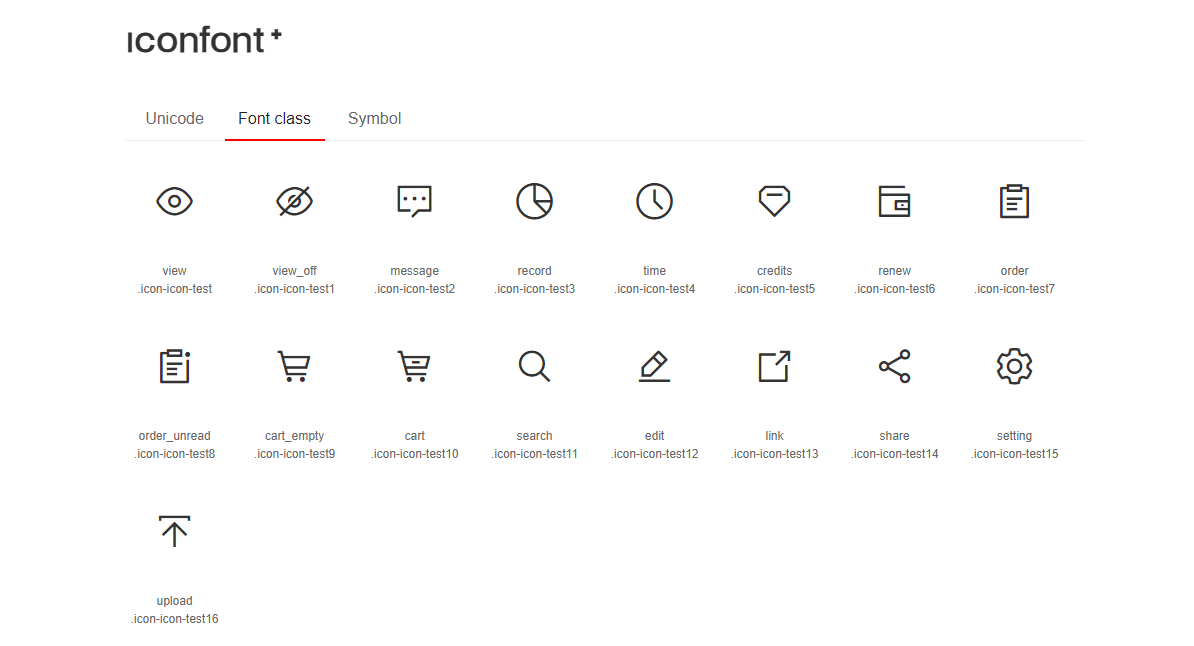 iconfont+
Unicode Font class Symbol
view view_off message record time credits renew order
.icon-icon-test .icon-icon-test1 .icon-icon-test2 .icon-icon-test3 .icon-icon-test4 .icon-icon-test5 .icon-icon-test6 .icon-icon-test7
order_unread cart_empty cart search edit link share setting
.icon-icon-test8 .icon-icon-test9 .icon-icon-test10 .icon-icon-test11 .icon-icon-test12 .icon-icon-test13 .icon-icon-test14 .icon-icon-test15
upload
.icon-icon-test16